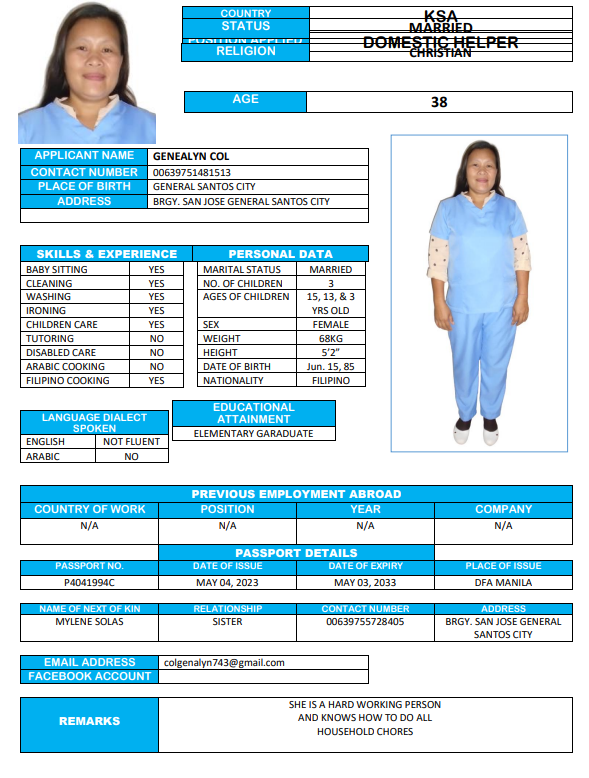 COUNTRY KSA
STATUS MARRIED
POSITION APPLIED DOMESTIC HELPER
RELIGION CHRISTIAN
AGE 38
APPLICANT NAME GENEALYN COL
CONTACT NUMBER 00639751481513
PLACE OF BIRTH GENERAL SANTOS CITY
ADDRESS BRGY. SAN JOSE GENERAL SANTOS CITY
SKILLS & EXPERIENCE PERSONAL DATA
BABY SITTING YES MARITAL STATUS MARRIED
CLEANING YES NO. OF CHILDREN 3
WASHING YES AGES OF CHILDREN 15, 13, & 3
IRONING YES YRS OLD
CHILDREN CARE YES SEX FEMALE
TUTORING NO WEIGHT 68KG
DISABLED CARE NO HEIGHT 5’2”
ARABIC COOKING NO DATE OF BIRTH Jun. 15, 85
FILIPINO COOKING YES NATIONALITY FILIPINO
LANGUAGE DIALECT
SPOKEN
ENGLISH NOT FLUENT
ARABIC NO
EDUCATIONAL
ATTAINMENT
ELEMENTARY GARADUATE
PREVIOUS EMPLOYMENT ABROAD
COUNTRY OF WORK POSITION YEAR COMPANY
N/A N/A N/A N/A
PASSPORT DETAILS
PASSPORT NO. DATE OF ISSUE DATE OF EXPIRY PLACE OF ISSUE
P4041994C MAY 04, 2023 MAY 03, 2033 DFA MANILA
NAME OF NEXT OF KIN RELATIONSHIP CONTACT NUMBER ADDRESS
MYLENE SOLAS SISTER 00639755728405 BRGY. SAN JOSE GENERAL
SANTOS CITY
EMAIL ADDRESS colgenalyn743@gmail.com
FACEBOOK ACCOUNT
REMARKS
SHE IS A HARD WORKING PERSON
AND KNOWS HOW TO DO ALL
HOUSEHOLD CHORES